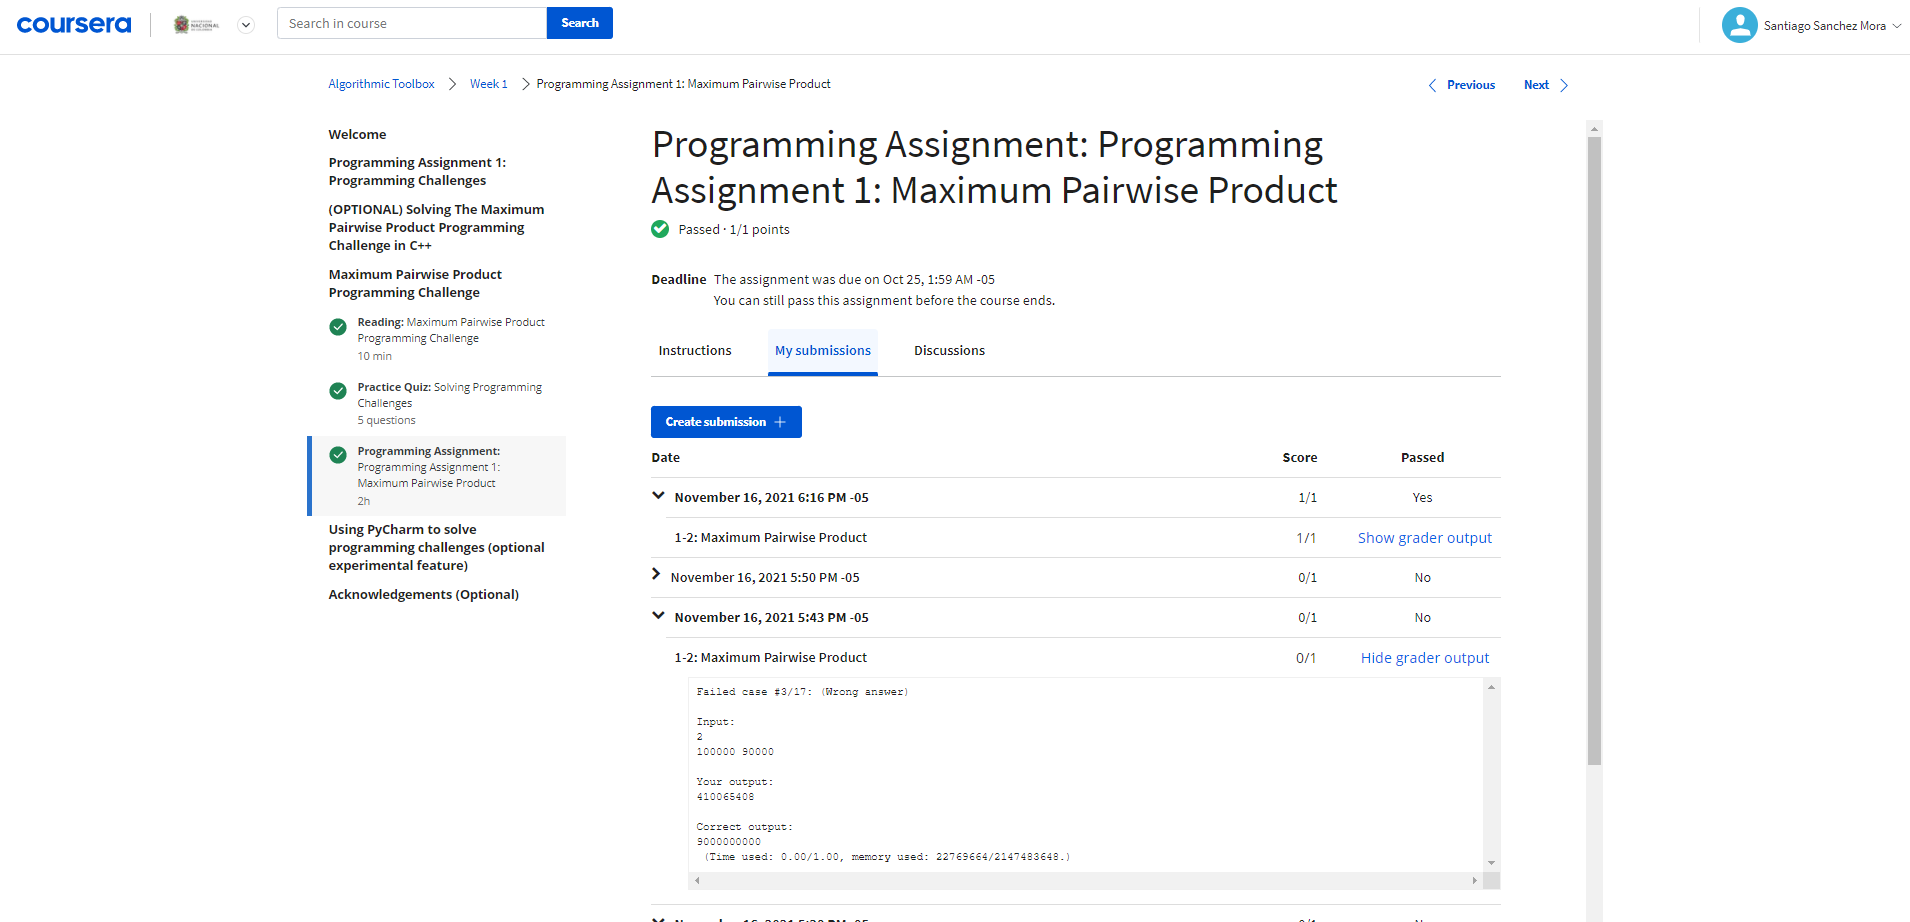 coursera
UNIVERSIDAD
NACIONAL
DE COLOMBIA
Search in course
Search
Santiago Sanchez Mora
Algorithmic Toolbox
Week 1
Programming Assignment 1: Maximum Pairwise Product
Previous
Next
Welcome
Programming Assignment 1:
Programming Challenges
(OPTIONAL) Solving The Maximum
Pairwise Product Programming
Challenge in C++
Maximum Pairwise Product
Programming Challenge
Reading: Maximum Pairwise Product
Programming Challenge
10 min
Practice Quiz: Solving Programming
Challenges
5 questions
Programming Assignment:
Programming Assignment 1:
Maximum Pairwise Product
2h
Using PyCharm to solve
programming challenges (optional
experimental feature)
Acknowledgements (Optional)
Programming Assignment: Programming
Assignment 1: Maximum Pairwise Product
Passed · 1/1 points
Deadline The assignment was due on Oct 25, 1:59 AM -05
You can still pass this assignment before the course ends.
Instructions
My submissions
Discussions
Create submission
Date Score Passed
November 16, 2021 6:16 PM -05 1/1 Yes
1-2: Maximum Pairwise Product 1/1 Show grader output
November 16, 2021 5:50 PM -05 0/1 No
November 16, 2021 5:43 PM -05 0/1 No
1-2: Maximum Pairwise Product 0/1 Hide grader output
Failed case #3/17: (Wrong answer)
Input:
2
100000 90000
Your output:
410065408
Correct output:
9000000000
(Time used: 0.00/1.00, memory used: 22769664/2147483648.)